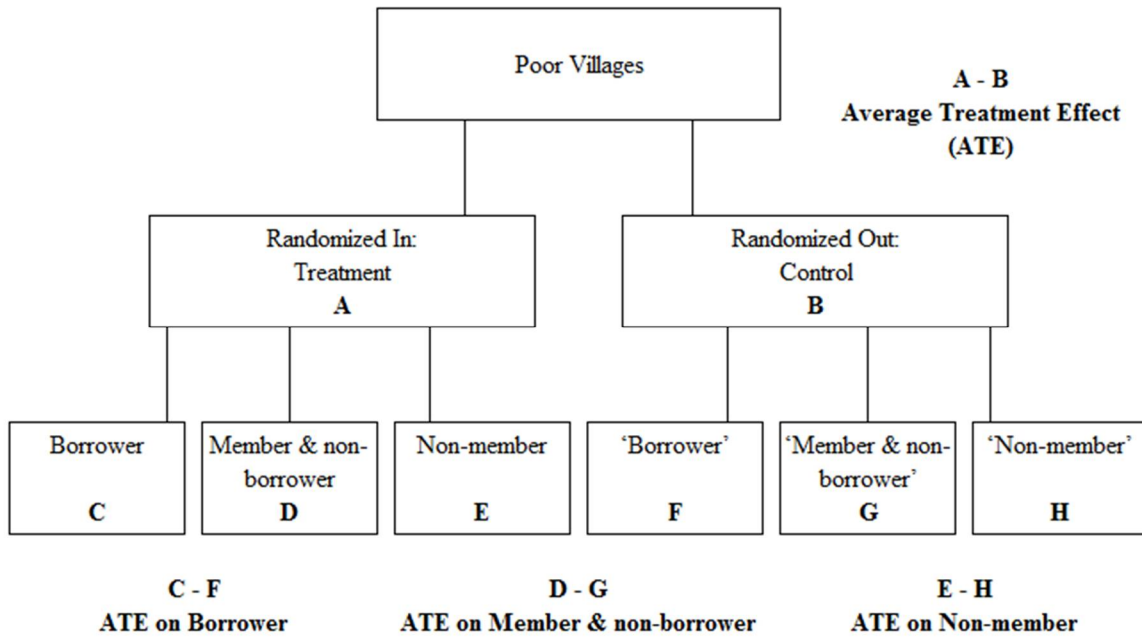 Poor Villages
A - B
Average Treatment Effect
(ATE)
Randomized In:
Treatment
A
Randomized Out:
Control
B
Borrower
C
Member & non-
borrower
D
Non-member
E
‘Borrower’
F
‘Member & non-
borrower’
G
‘Non-member’
H
C - F
ATE on Borrower
D - G
ATE on Member & non-borrower
E - H
ATE on Non-member